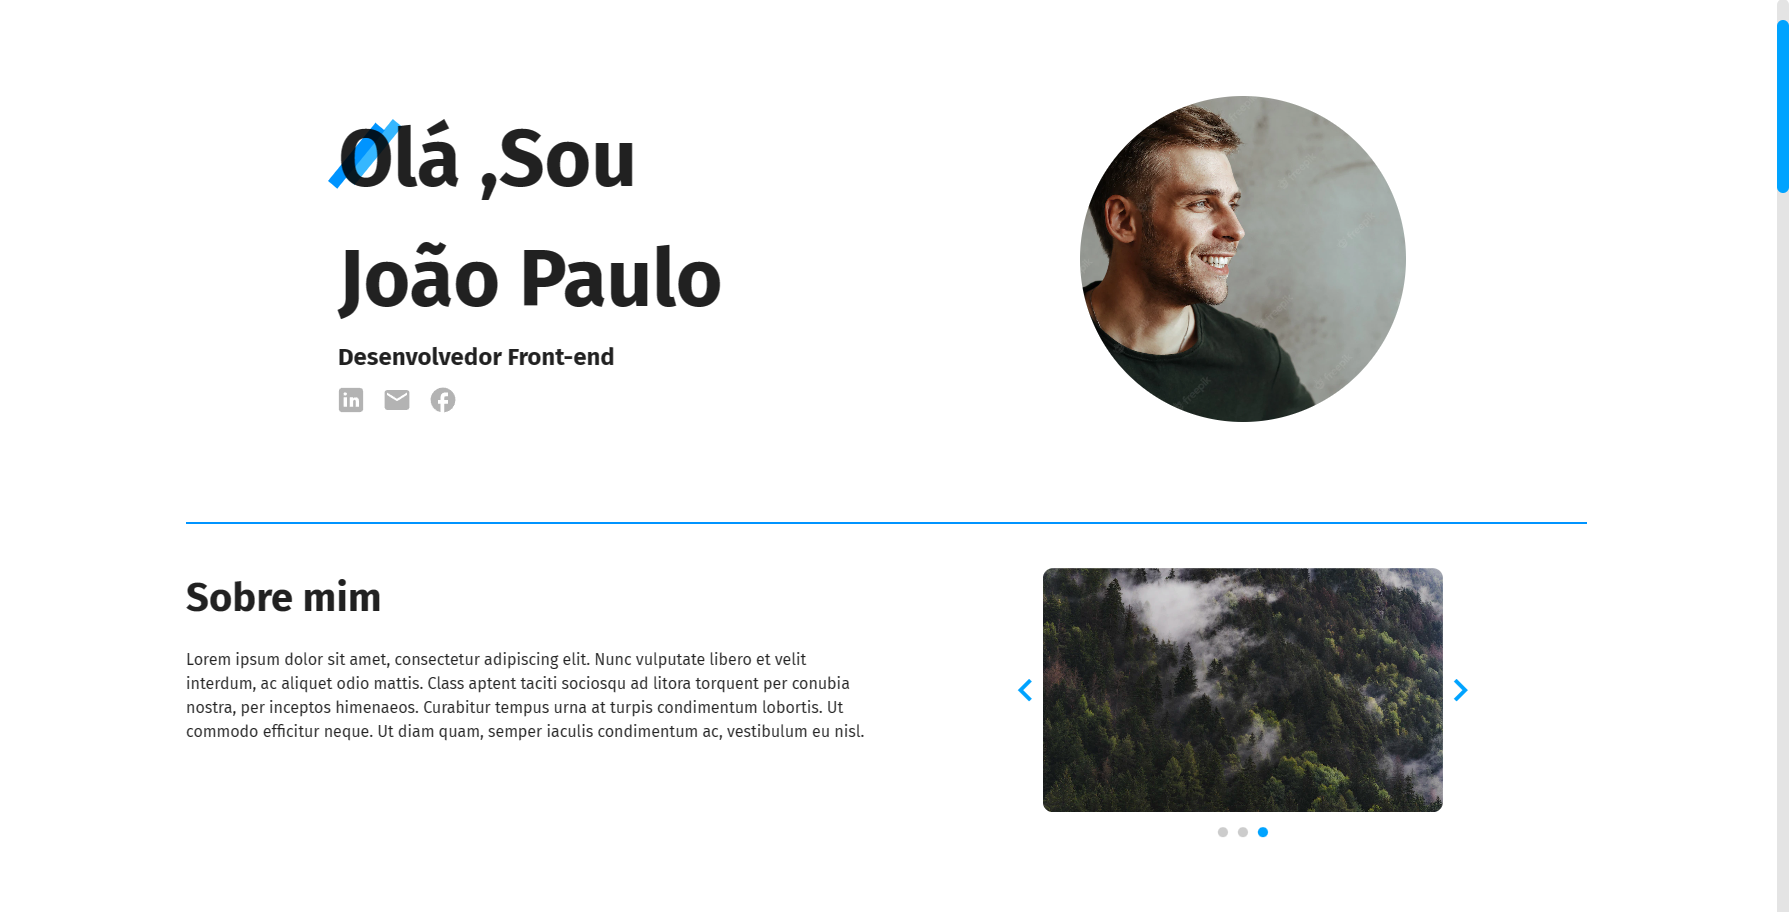 Olá ,Sou
João Paulo
Desenvolvedor Front-end
in
f
Sobre mim
Lorem ipsum dolor sit amet, consectetur adipiscing elit. Nunc vulputate libero et velit
interdum, ac aliquet odio mattis. Class aptent taciti sociosqu ad litora torquent per conubia
nostra, per inceptos himenaeos. Curabitur tempus urna at turpis condimentum lobortis. Ut
commodo efficitur neque. Ut diam quam, semper iaculis condimentum ac, vestibulum eu nisl.
freepik